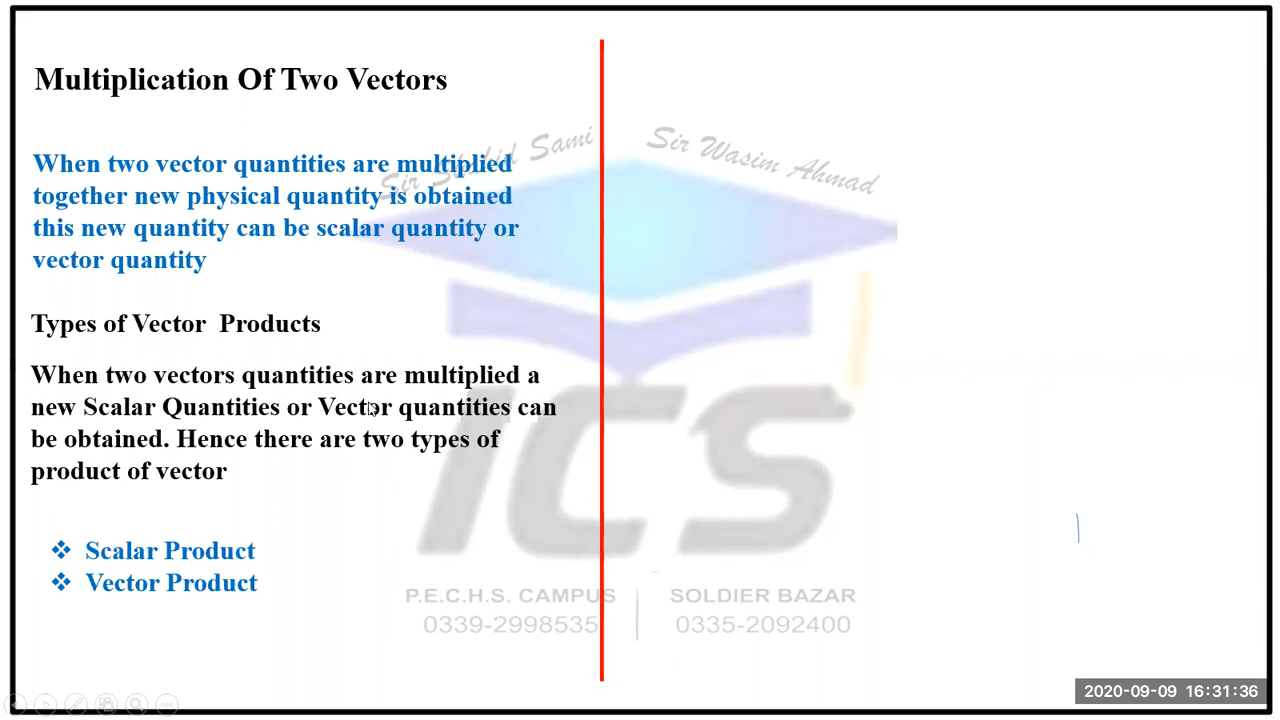 Multiplication Of Two Vectors
When two vector quantities are multiplied
together new physical quantity is obtained
this new quantity can be scalar quantity or
vector quantity
Types of Vector Products
When two vectors quantities are multiplied a
new Scalar Quantities or Vector quantities can
be obtained. Hence there are two types of
product of vector
❖ Scalar Product
❖ Vector Product
Sir Sami
Sir Wasim Ahmad
ICS
P.E.C.H.S. CAMPUS
0339-2998535
SOLDIER BAZAR
0335-2092400
2020-09-09 16:31:36